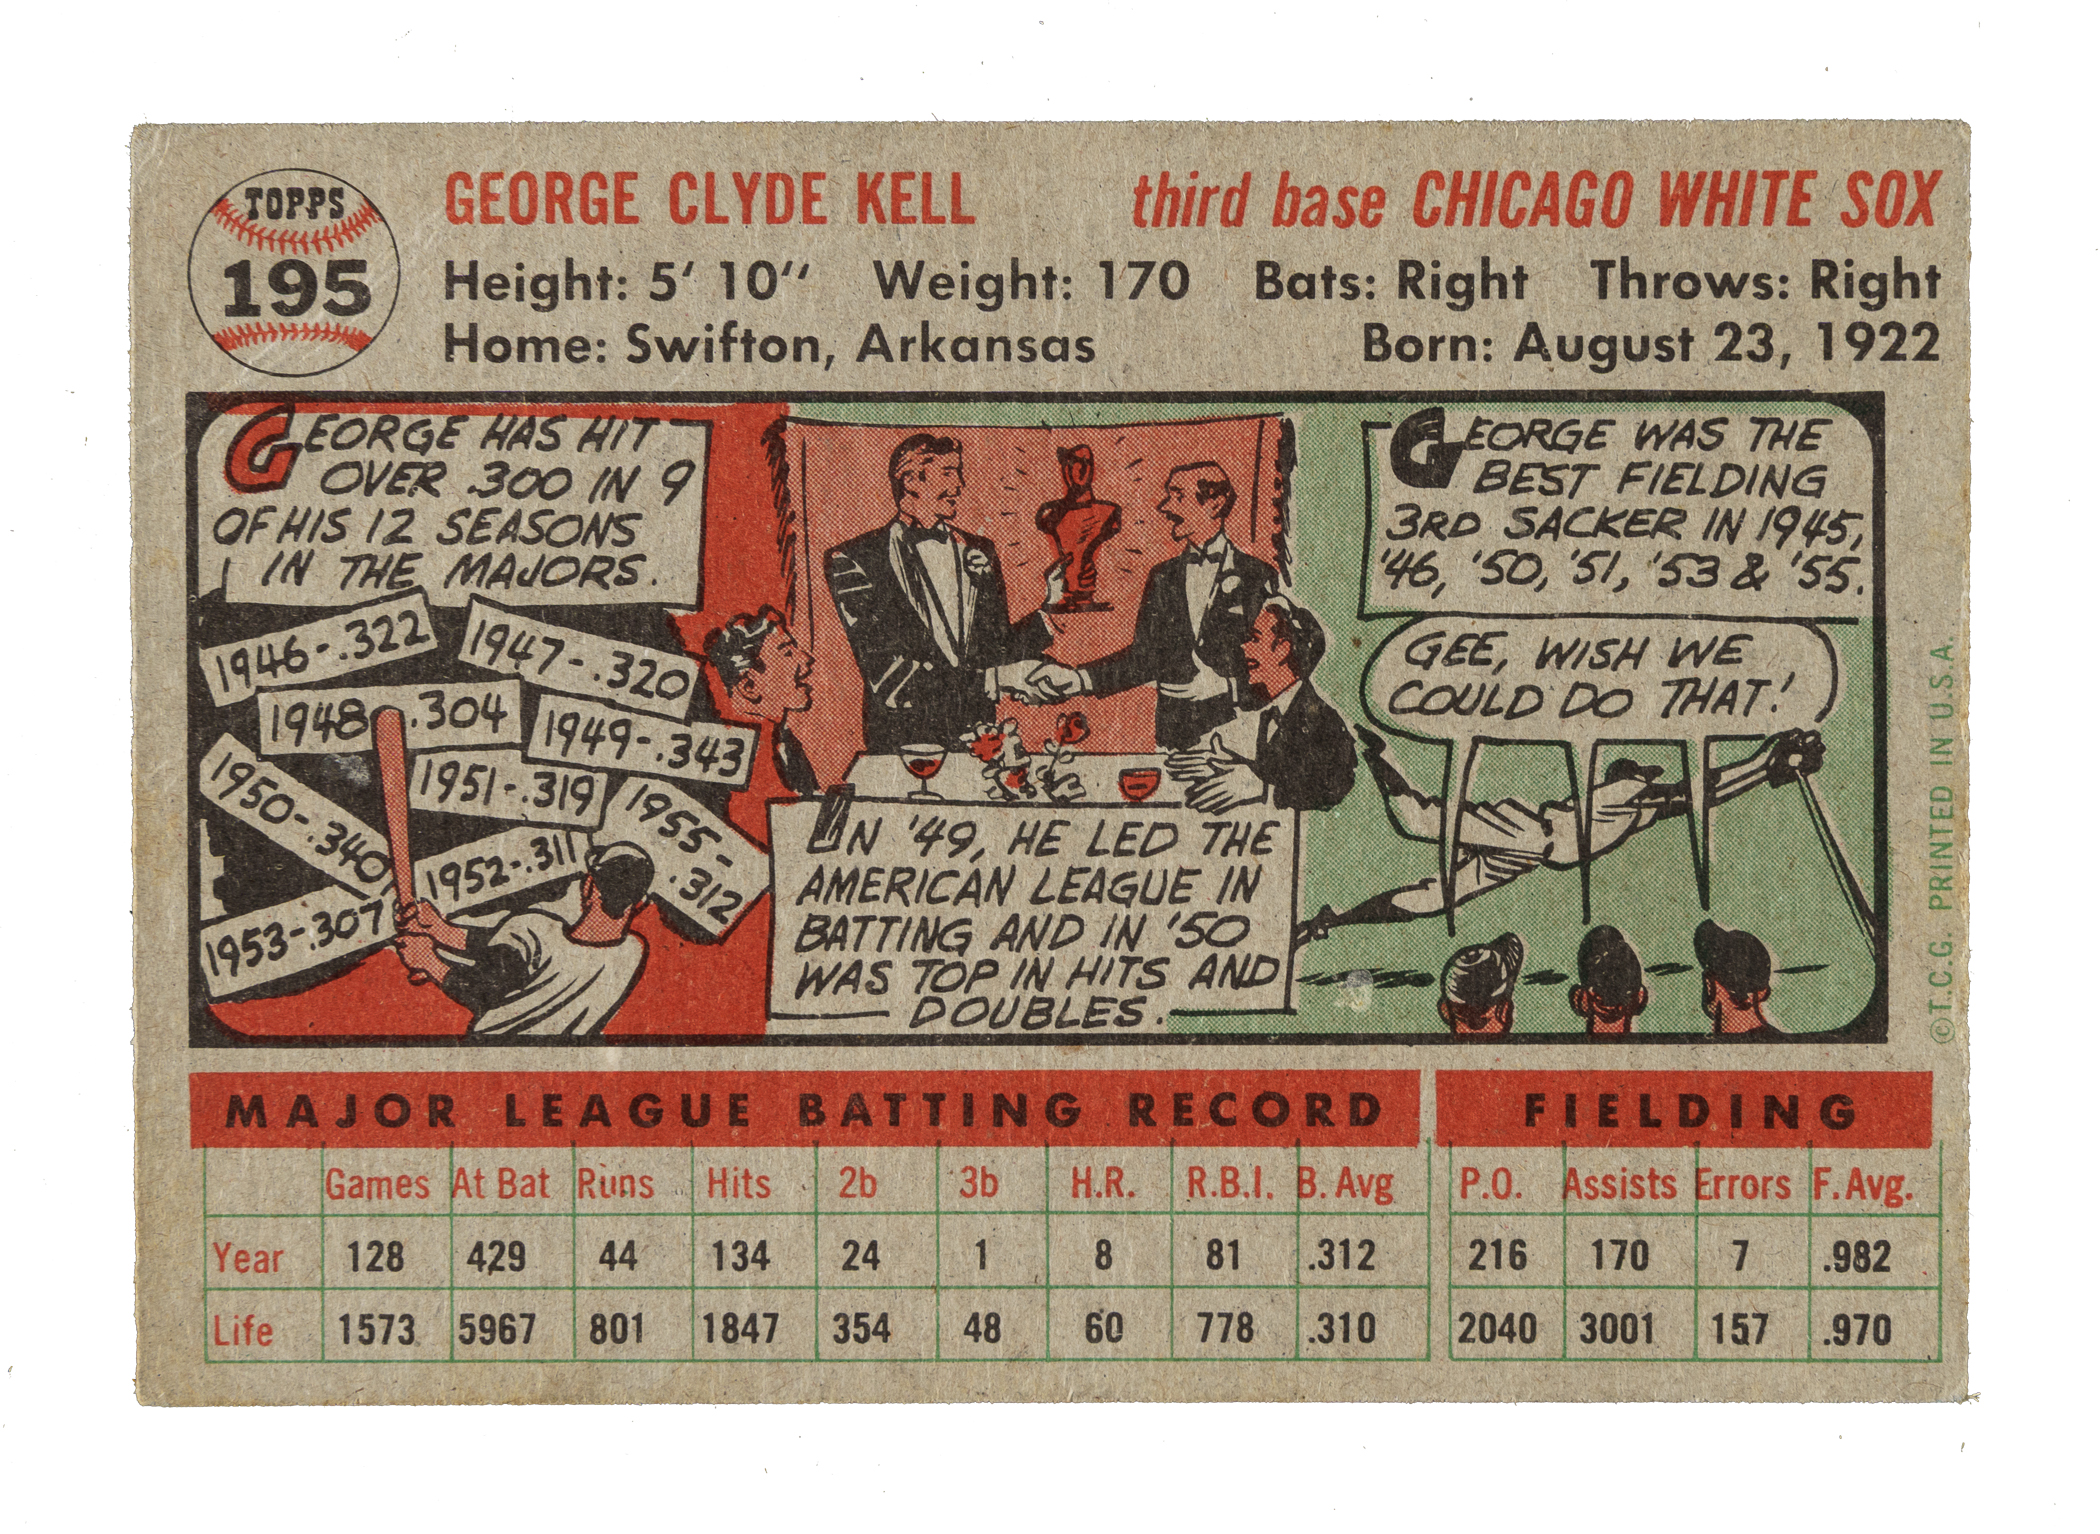 TOPPS
195
GEORGE CLYDE KELL third base CHICAGO WHITE SOX
Height: 5' 10" Weight: 170 Bats: Right Throws: Right
Home: Swifton, Arkansas Born: August 23, 1922
GEORGE HAS HIT
OVER .300 IN 9
OF HIS 12 SEASONS
IN THE MAJORS.
1946-.322
1947-.320
1948-.304
1949-.343
1950-.340
1951-.319
1952-.311
1953-.307
1955-
.312
IN '49, HE LED THE
AMERICAN LEAGUE IN
BATTING AND IN '50
WAS TOP IN HITS AND
DOUBLES.
GEORGE WAS THE
BEST FIELDING
3RD SACKER IN 1945,
'46, '50, '51, '53 & '55.
GEE, WISH WE
COULD DO THAT!
© T.C.G. PRINTED IN U.S.A.
MAJOR LEAGUE BATTING RECORD FIELDING
Games At Bat Runs Hits 2b 3b H.R. R.B.I. B. Avg P.O. Assists Errors F. Avg.
Year 128 429 44 134 24 1 8 81 .312 216 170 7 .982
Life 1573 5967 801 1847 354 48 60 778 .310 2040 3001 157 .970